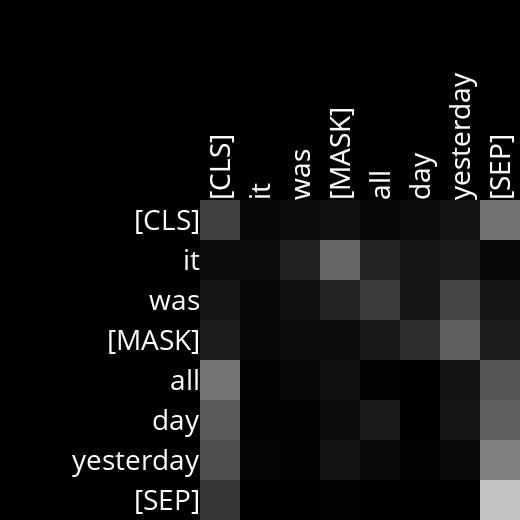 [CLS] it was [MASK] all day yesterday [SEP]
[CLS]
it
was
[MASK]
all
day
yesterday
[SEP]